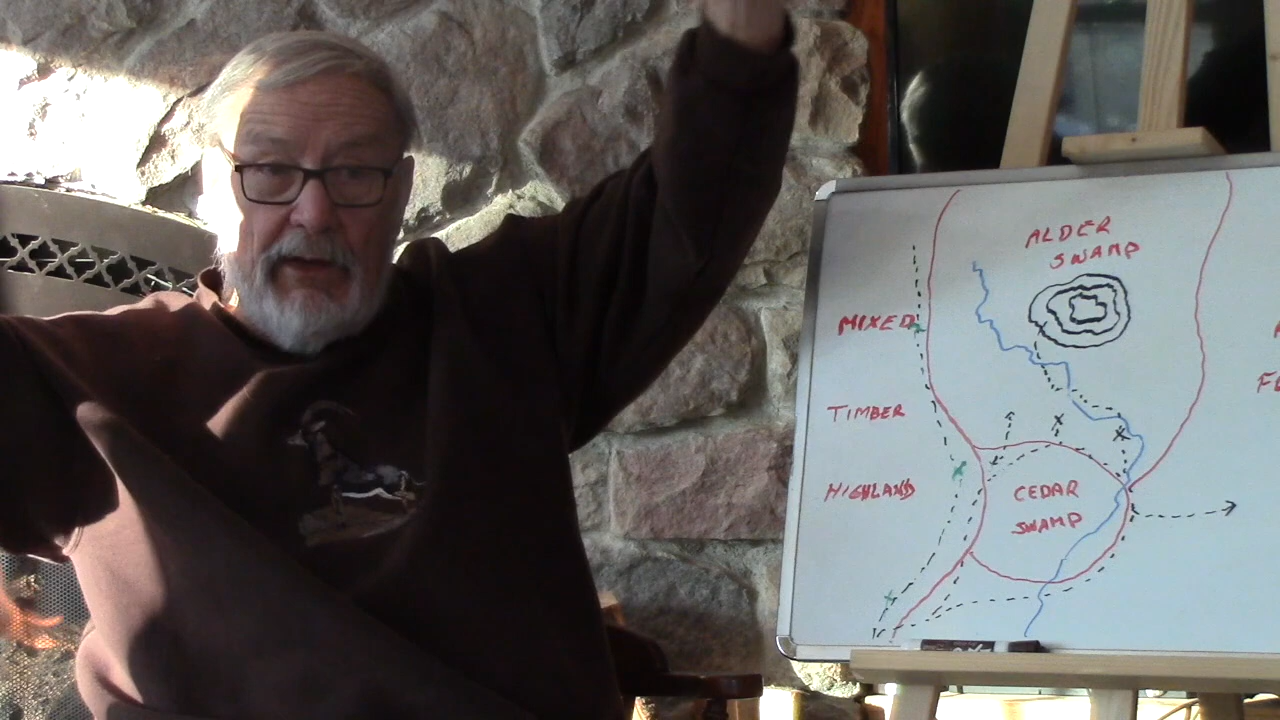 ALDER
SWAMP
MIXED
TIMBER
HIGHLAND
CEDAR
SWAMP